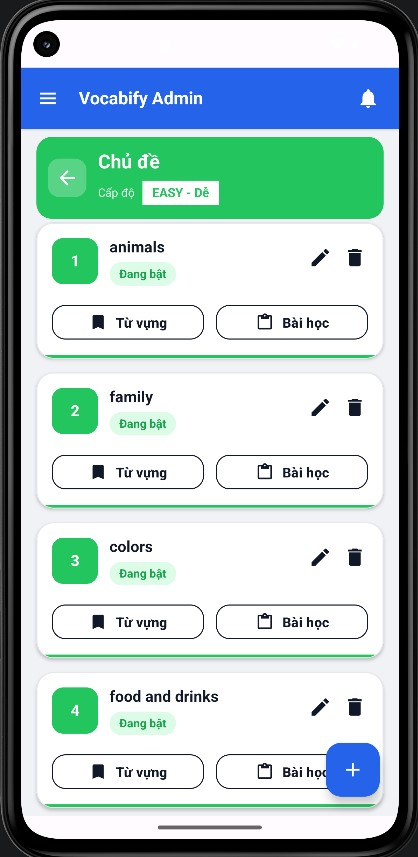 Vocabify Admin
Chủ đề
Cấp độ EASY - Dễ
1 animals
Đang bật
Từ vựng Bài học
2 family
Đang bật
Từ vựng Bài học
3 colors
Đang bật
Từ vựng Bài học
4 food and drinks
Đang bật
Từ vựng Bài học